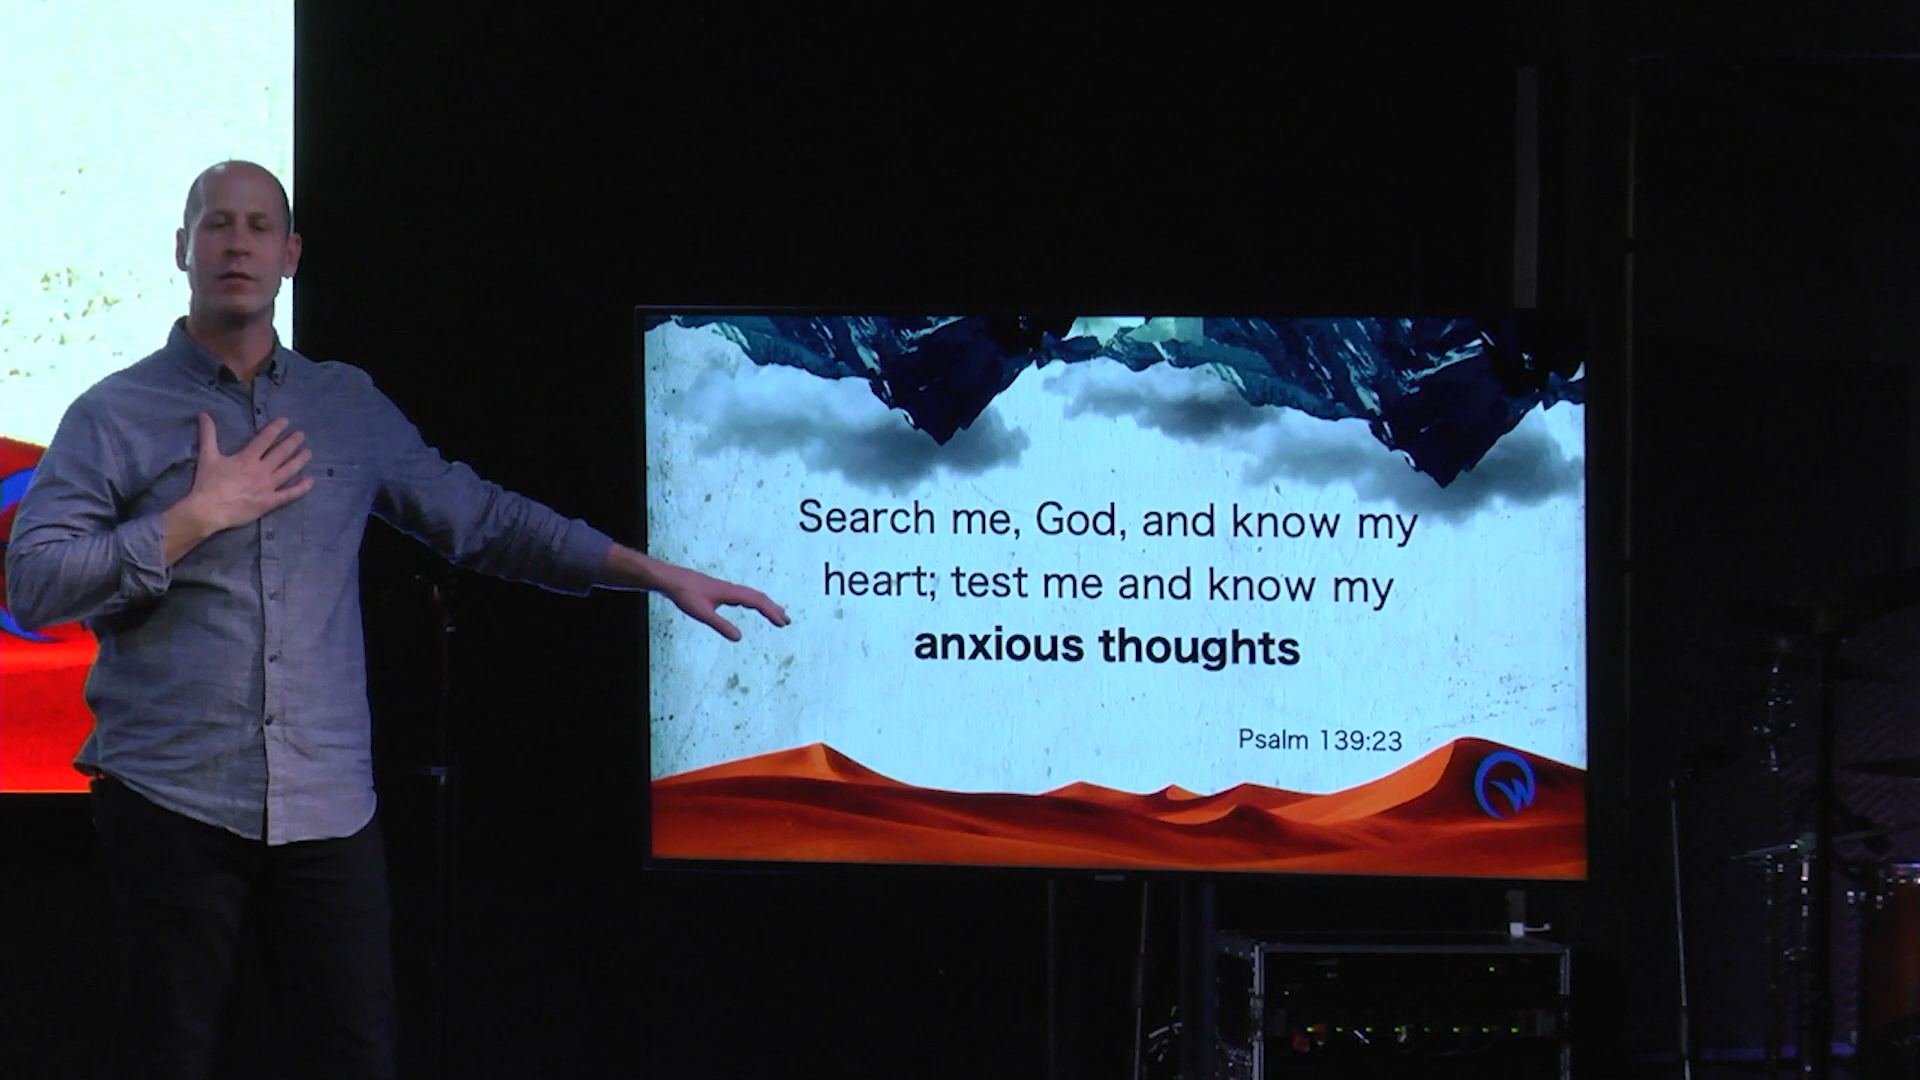 Search me, God, and know my
heart; test me and know my
anxious thoughts
Psalm 139:23
W